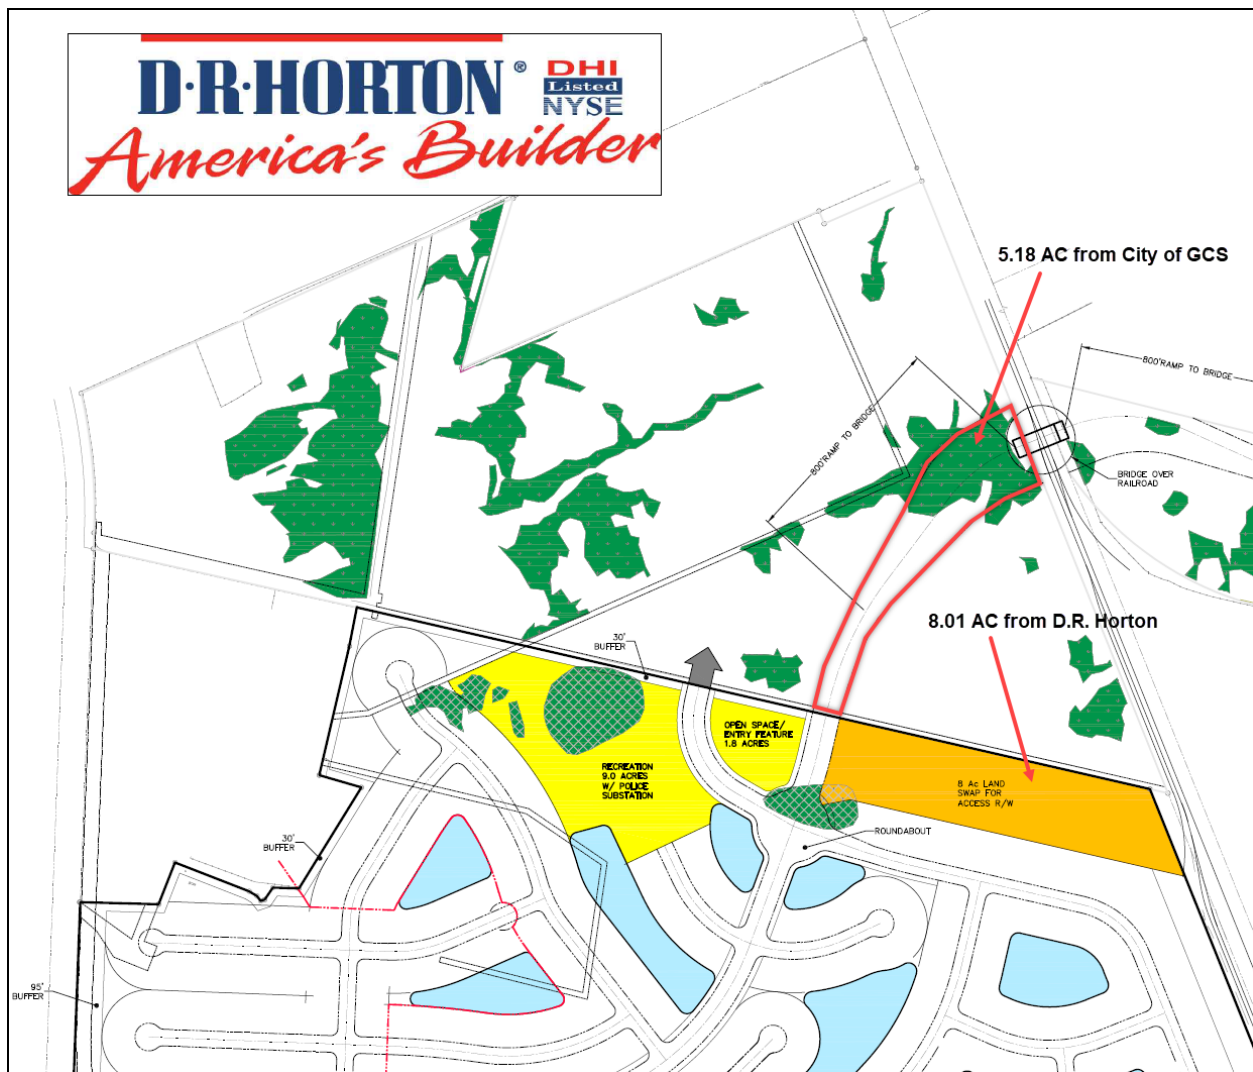 D·R·HORTON®
DHI
Listed
NYSE
America's Builder
5.18 AC from City of GCS
800'RAMP TO BRIDGE
800'RAMP TO BRIDGE
BRIDGE OVER
RAILROAD
8.01 AC from D.R. Horton
30'
BUFFER
OPEN SPACE/
ENTRY FEATURE
1.8 ACRES
RECREATION
9.0 ACRES
W/ POLICE
SUBSTATION
8 Ac LAND
SWAP FOR
ACCESS R/W
ROUNDABOUT
30'
BUFFER
95'
BUFFER